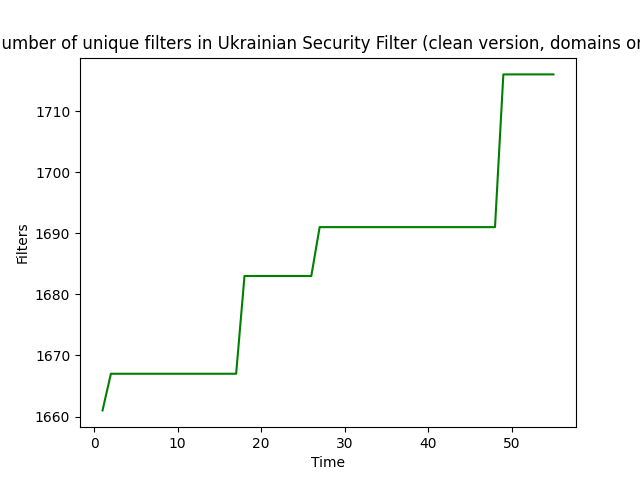 umber of unique filters in Ukrainian Security Filter (clean version, domains or
1710
1700
1690
1680
1670
1660
Filters
0 10 20 30 40 50
Time